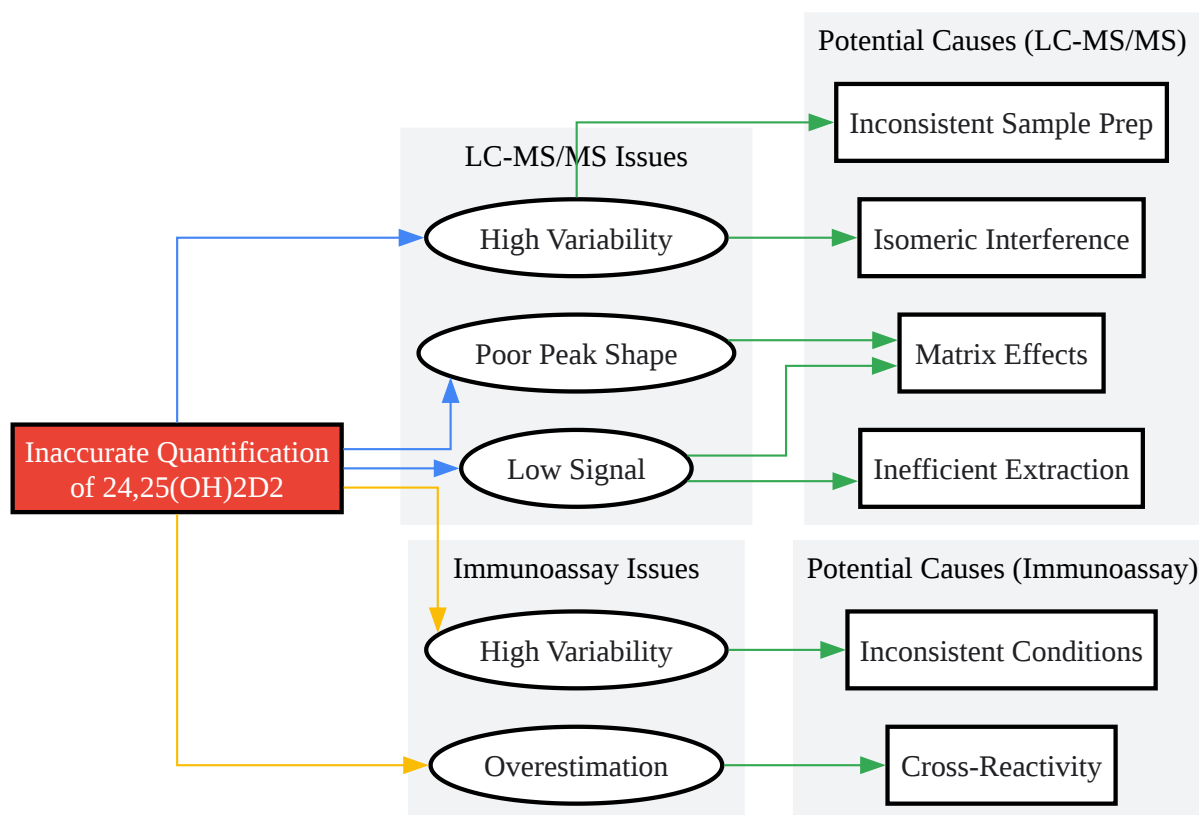 Potential Causes (LC-MS/MS)
Inconsistent Sample Prep
LC-MS/MS Issues
High Variability
Isomeric Interference
Poor Peak Shape
Matrix Effects
Inaccurate Quantification
of 24,25(OH)2D2
Low Signal
Inefficient Extraction
Immunoassay Issues
Potential Causes (Immunoassay)
High Variability
Inconsistent Conditions
Overestimation
Cross-Reactivity